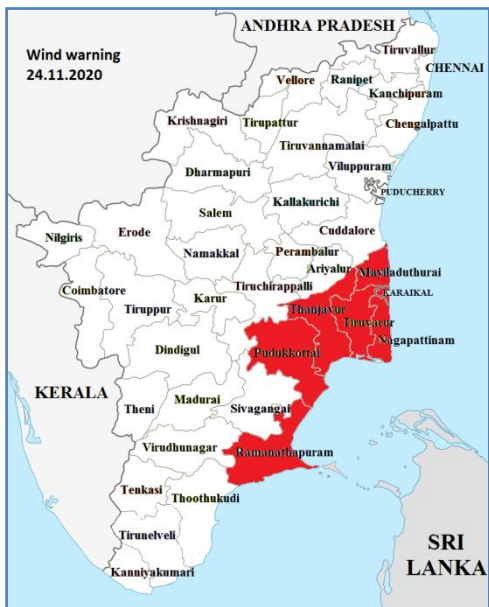 ANDHRA PRADESH
Wind warning
24.11.2020
Tiruvallur
CHENNAI
Vellore
Ranipet
Kanchipuram
Krishnagiri
Tirupattur
Chengalpattu
Tiruvannamalai
Viluppuram
Dharmapuri
PUDUCHERRY
Kallakurichi
Salem
Cuddalore
Nilgiris
Erode
Namakkal
Perambalur
Ariyalur
Mayiladuthurai
Coimbatore
Tiruchirappalli
KARAIKAL
Tiruppur
Karur
Thanjavur
Tiruvarur
Nagapattinam
Dindigul
Pudukkottai
KERALA
Theni
Madurai
Sivagangai
Virudhunagar
Ramanathapuram
Tenkasi
Thoothukudi
Tirunelveli
SRI
LANKA
Kanniyakumari